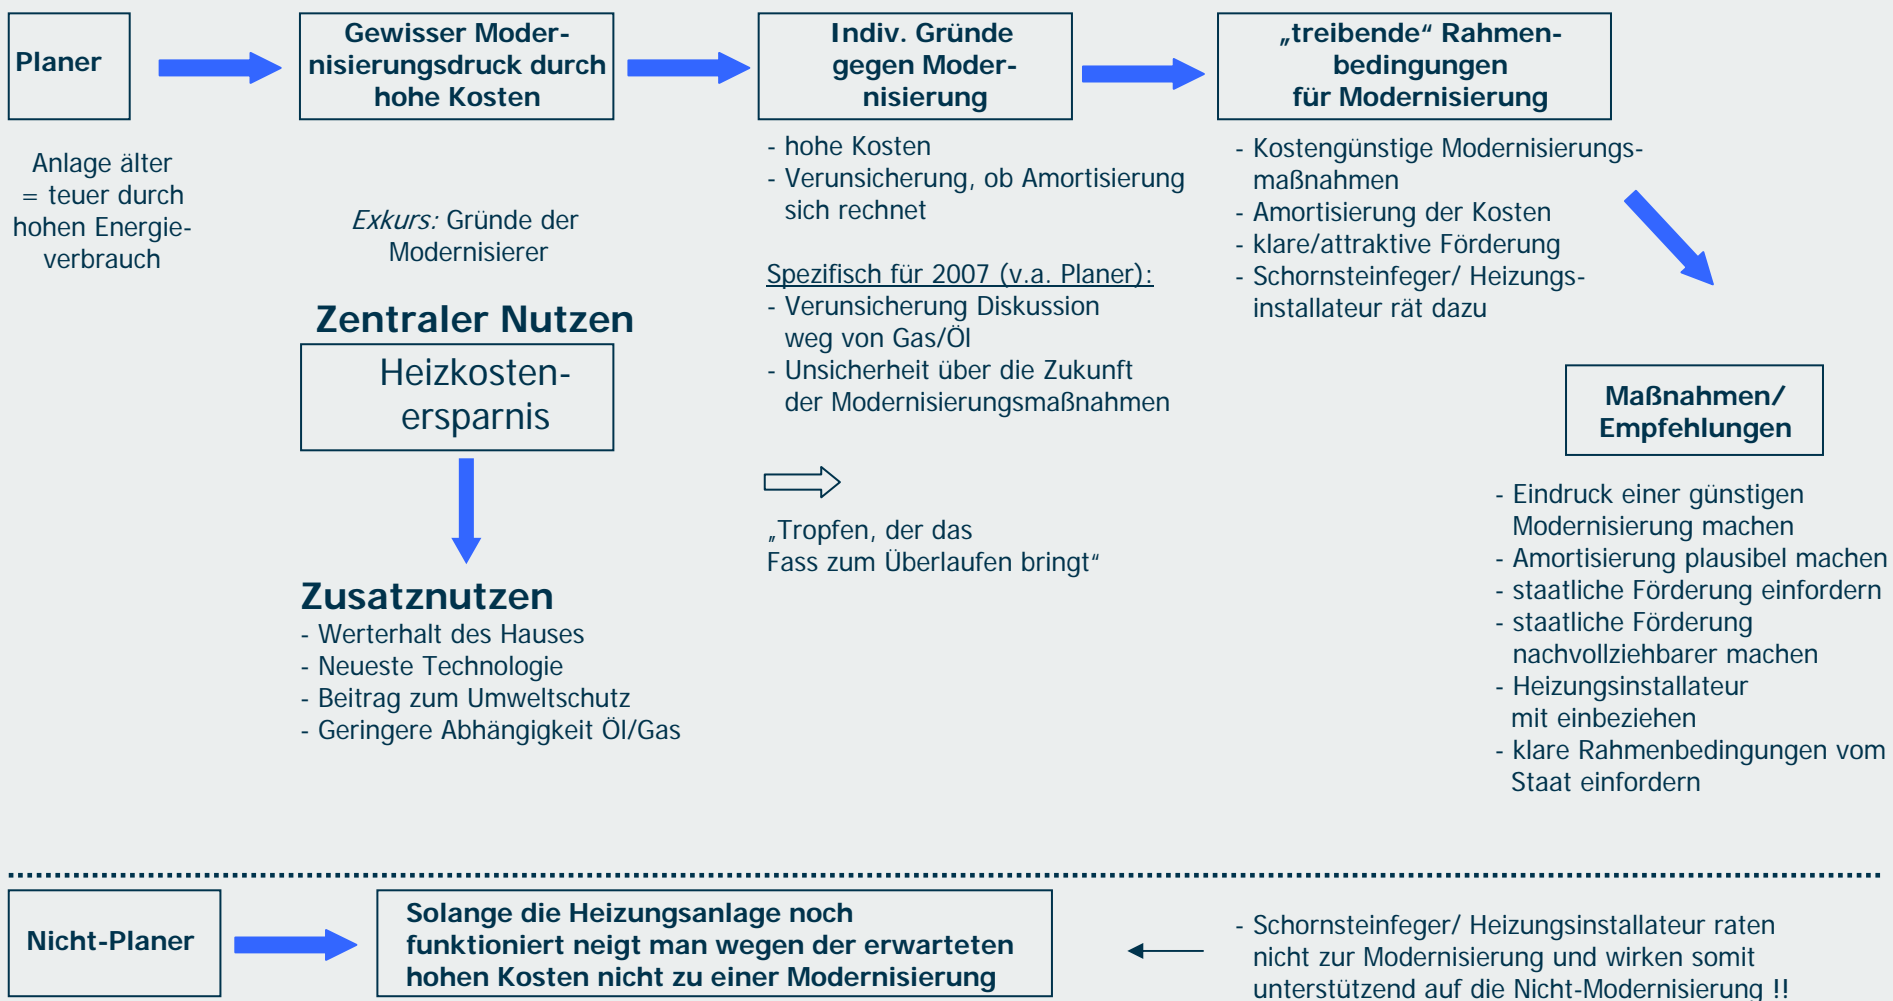 Planer
Anlage älter
= teuer durch
hohen Energie-
verbrauch
Gewisser Moder-
nisierungsdruck durch
hohe Kosten
Exkurs: Gründe der
Modernisierer
Zentraler Nutzen
Heizkosten-
ersparnis
Zusatznutzen
- Werterhalt des Hauses
- Neueste Technologie
- Beitrag zum Umweltschutz
- Geringere Abhängigkeit Öl/Gas
Indiv. Gründe
gegen Moder-
nisierung
- hohe Kosten
- Verunsicherung, ob Amortisierung
sich rechnet
Spezifisch für 2007 (v.a. Planer):
- Verunsicherung Diskussion
weg von Gas/Öl
- Unsicherheit über die Zukunft
der Modernisierungsmaßnahmen
„Tropfen, der das
Fass zum Überlaufen bringt“
„treibende“ Rahmen-
bedingungen
für Modernisierung
- Kostengünstige Modernisierungs-
maßnahmen
- Amortisierung der Kosten
- klare/attraktive Förderung
- Schornsteinfeger/ Heizungs-
installateur rät dazu
Maßnahmen/
Empfehlungen
- Eindruck einer günstigen
Modernisierung machen
- Amortisierung plausibel machen
- staatliche Förderung einfordern
- staatliche Förderung
nachvollziehbarer machen
- Heizungsinstallateur
mit einbeziehen
- klare Rahmenbedingungen vom
Staat einfordern
Nicht-Planer
Solange die Heizungsanlage noch
funktioniert neigt man wegen der erwarteten
hohen Kosten nicht zu einer Modernisierung
- Schornsteinfeger/ Heizungsinstallateur raten
nicht zur Modernisierung und wirken somit
unterstützend auf die Nicht-Modernisierung !!